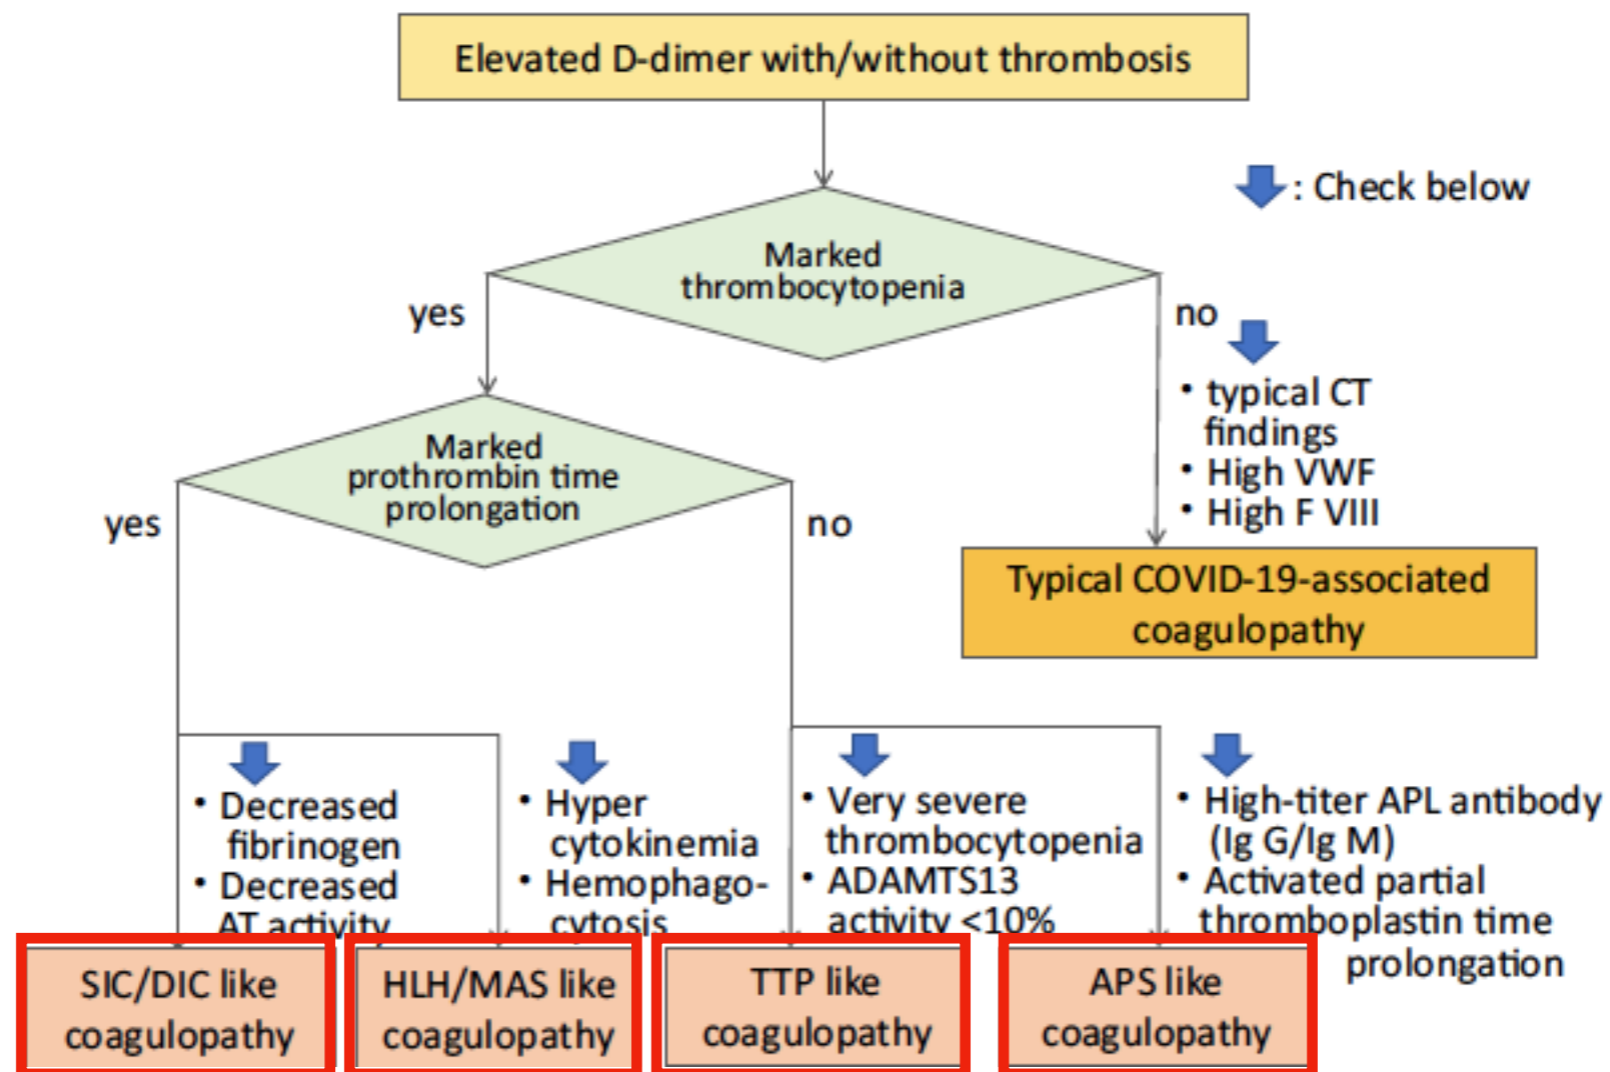 Elevated D-dimer with/without thrombosis
: Check below
Marked
thrombocytopenia
yes
no
• typical CT
findings
• High VWF
• High F VIII
Marked
prothrombin time
prolongation
yes
no
Typical COVID-19-associated
coagulopathy
• Decreased
fibrinogen
• Decreased
AT activity
• Hyper
cytokinemia
• Hemophago-
cytosis
• Very severe
thrombocytopenia
• ADAMTS13
activity <10%
• High-titer APL antibody
(Ig G/Ig M)
• Activated partial
thromboplastin time
prolongation
SIC/DIC like
coagulopathy
HLH/MAS like
coagulopathy
TTP like
coagulopathy
APS like
coagulopathy